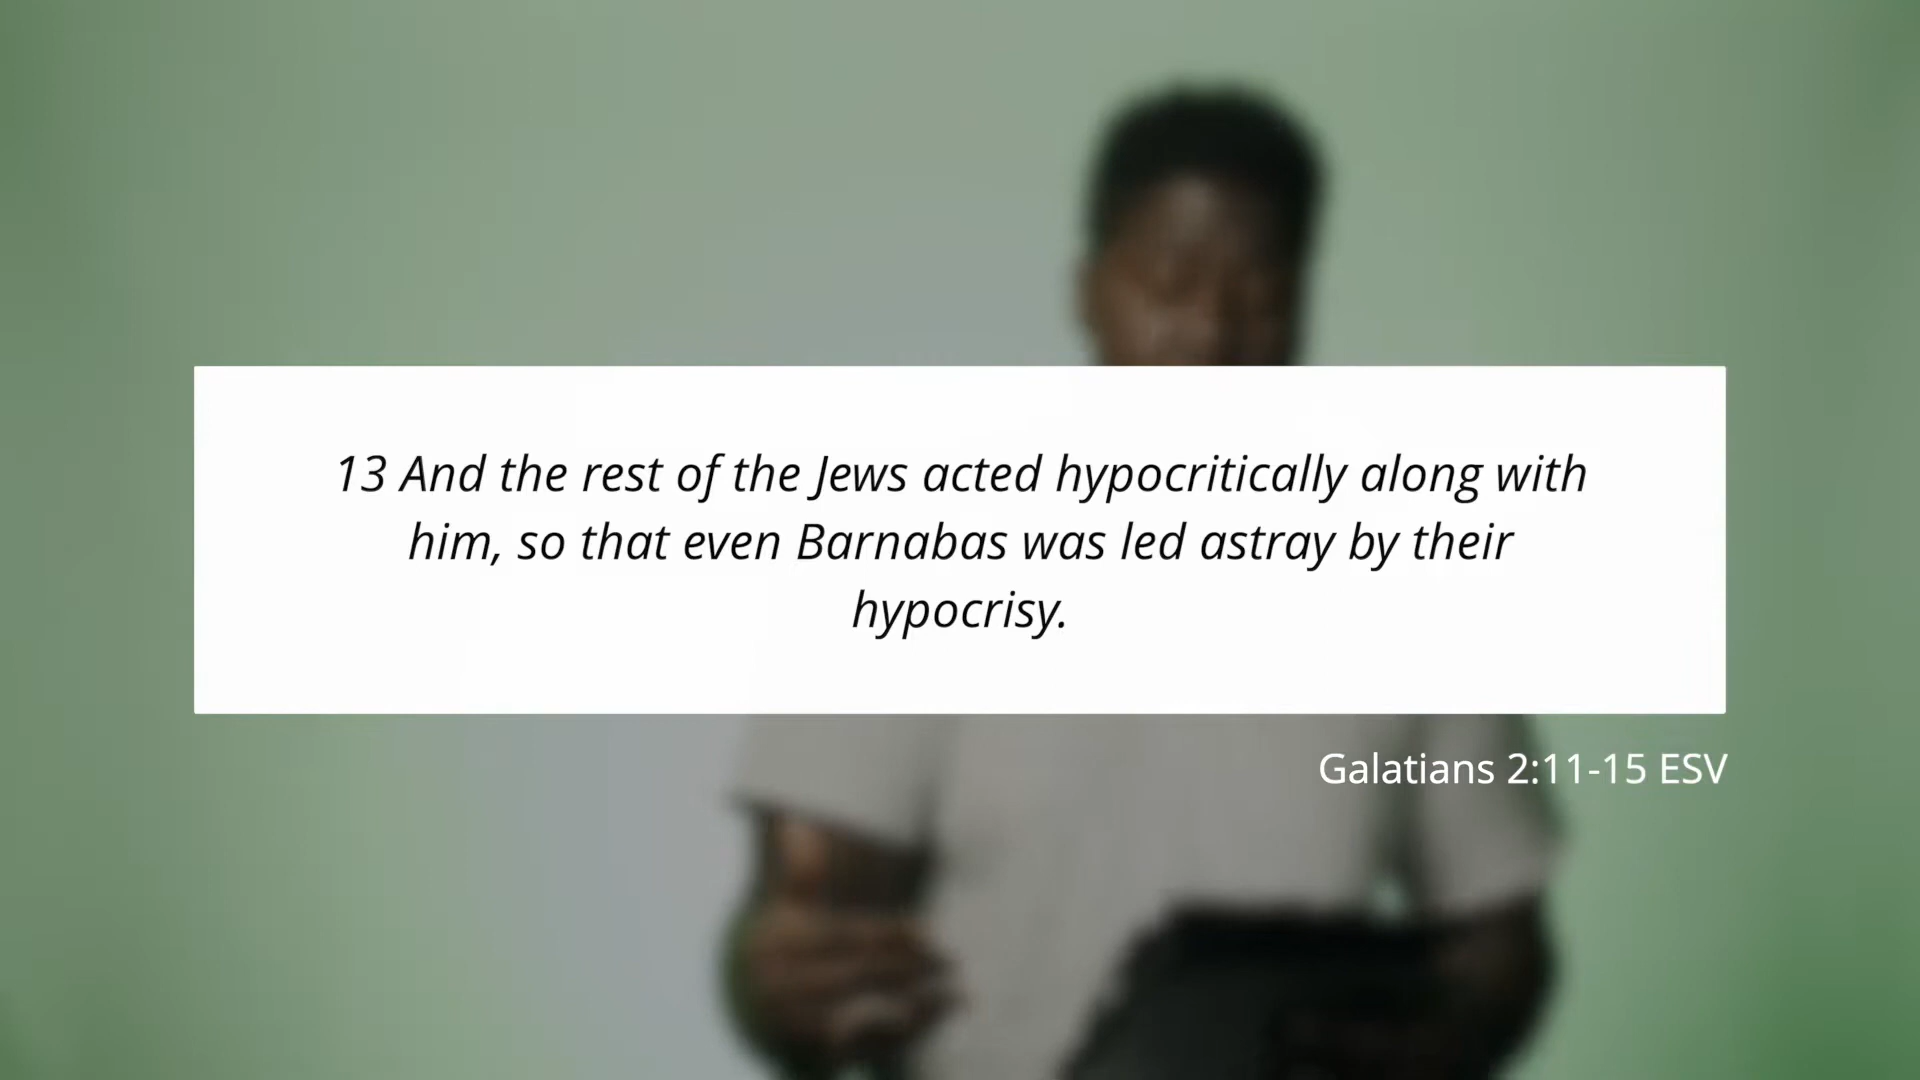 13 And the rest of the Jews acted hypocritically along with
him, so that even Barnabas was led astray by their
hypocrisy.
Galatians 2:11-15 ESV